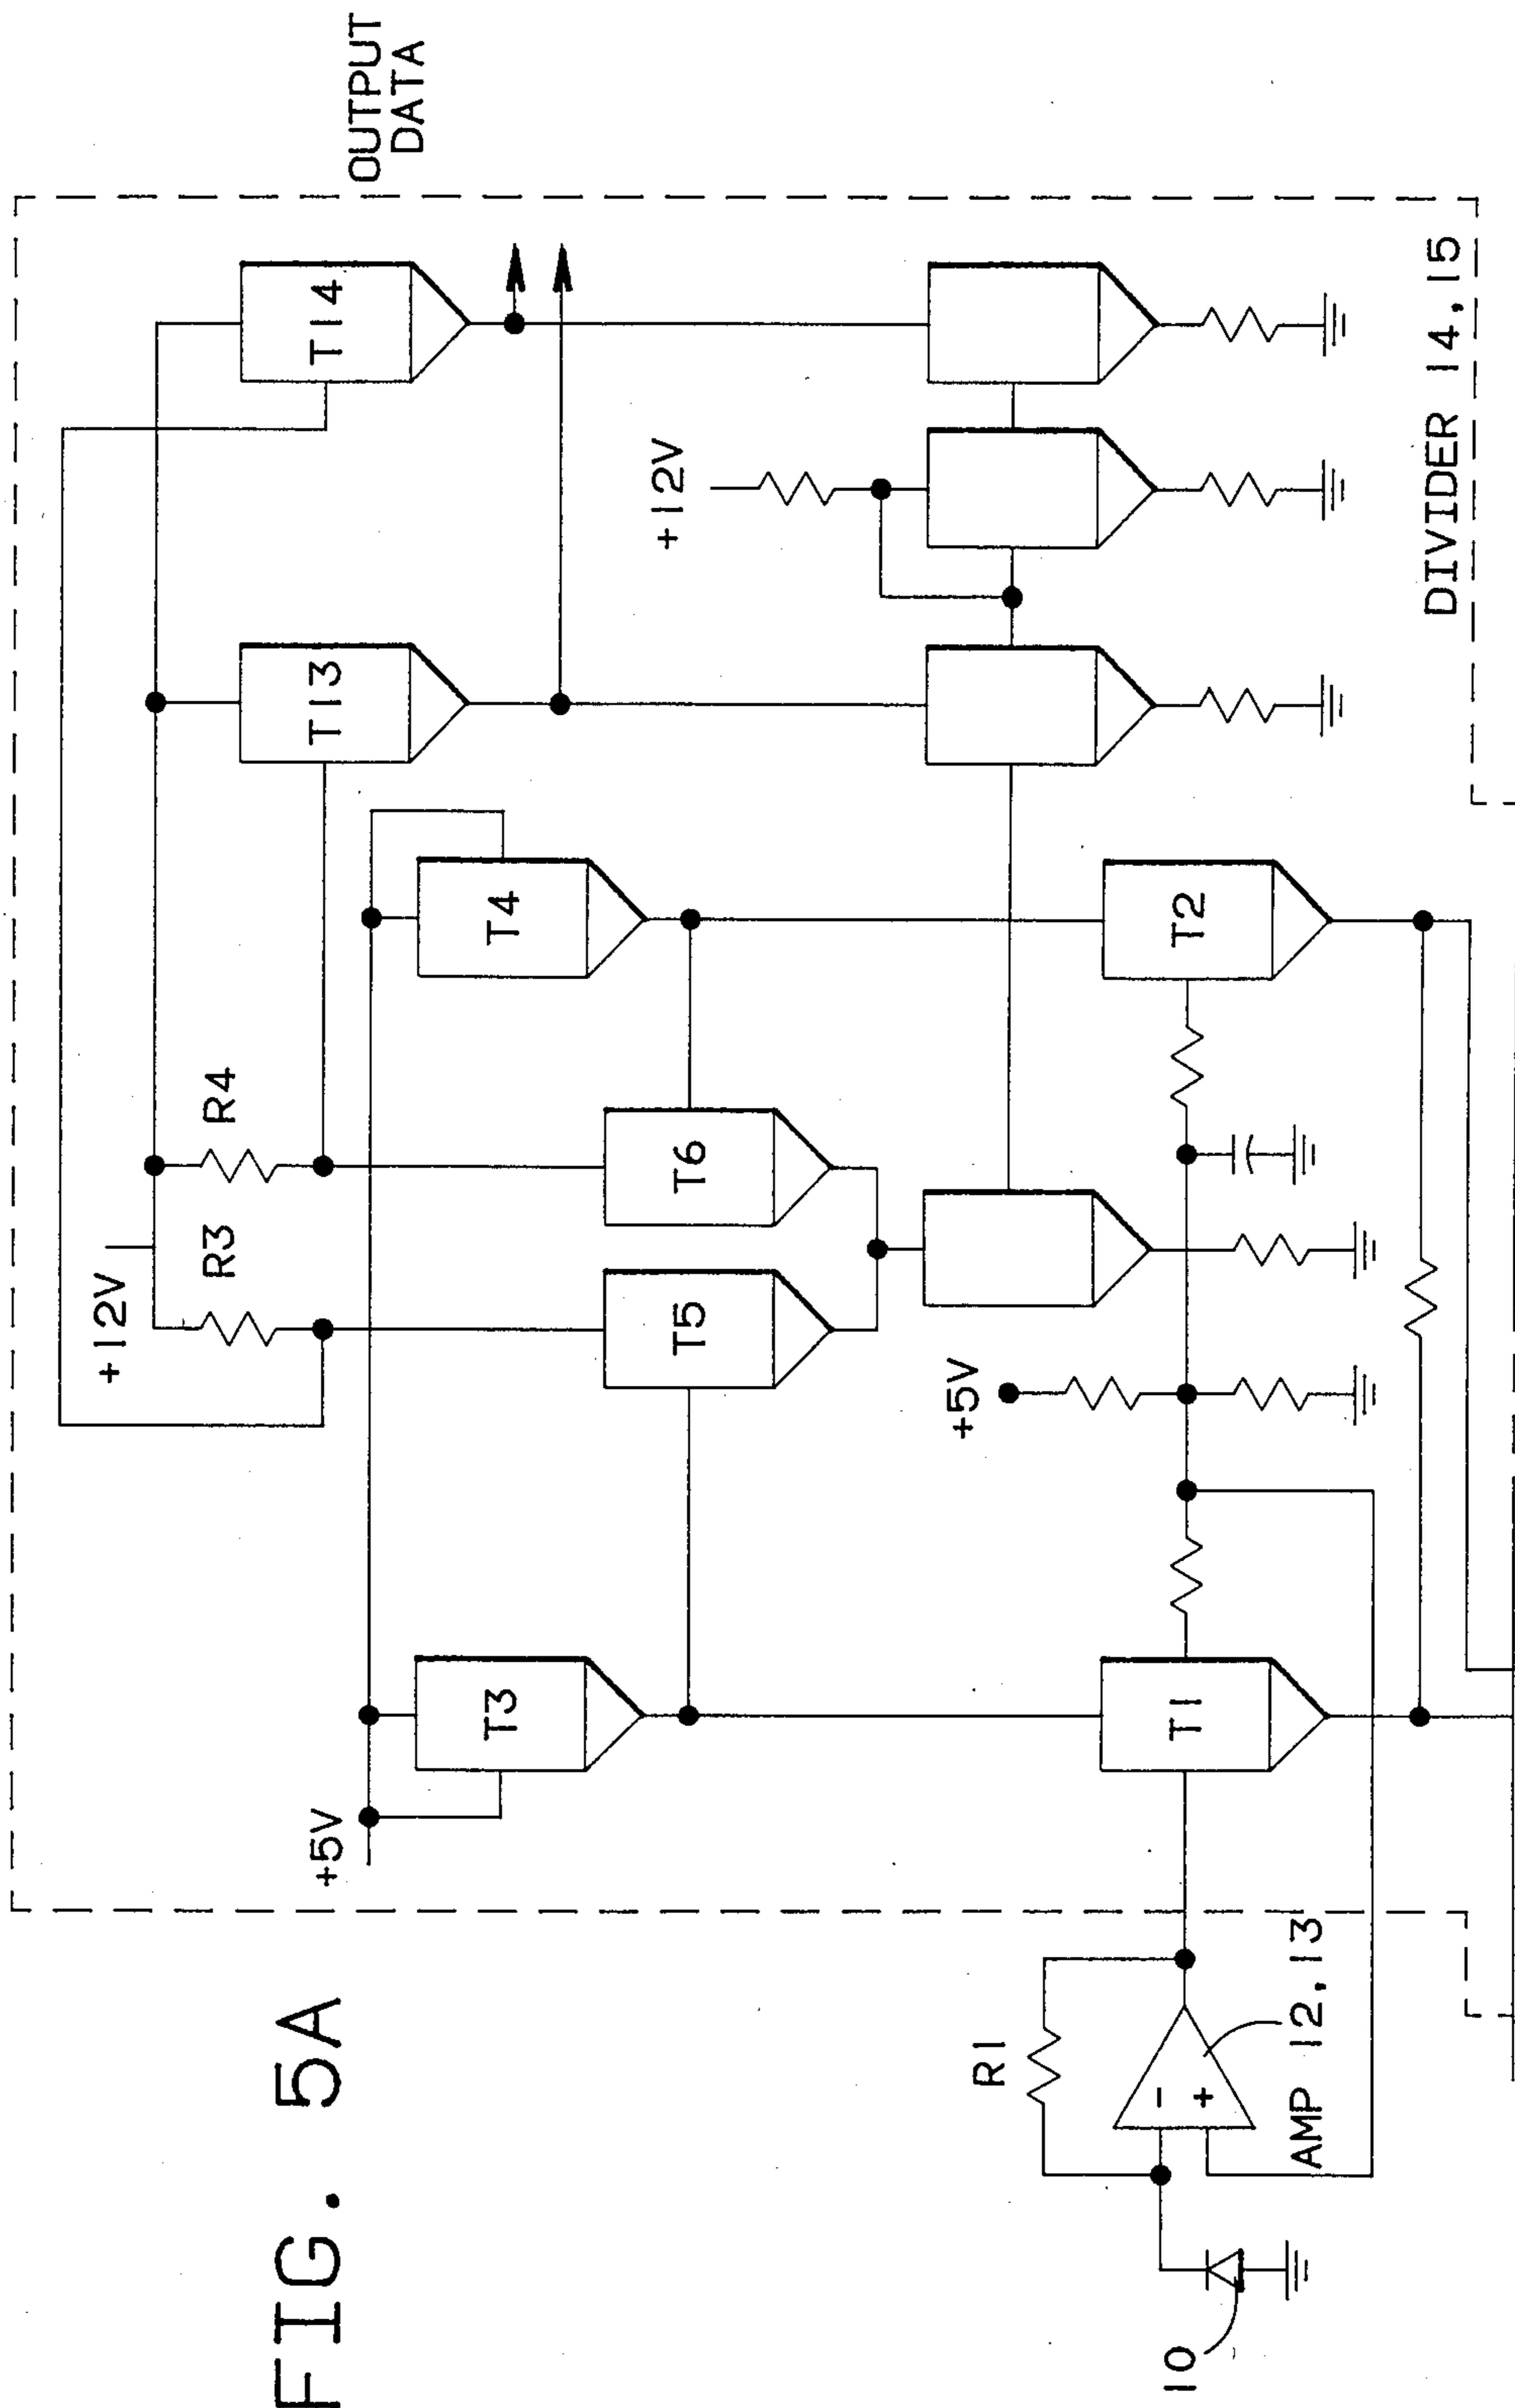 FIG. 5A
OUTPUT
DATA
+12V
R3
R4
T13
T14
+5V
T3
T4
T5
T6
+12V
+5V
T1
T2
R1
-
+
AMP 12,13
10
DIVIDER 14,15